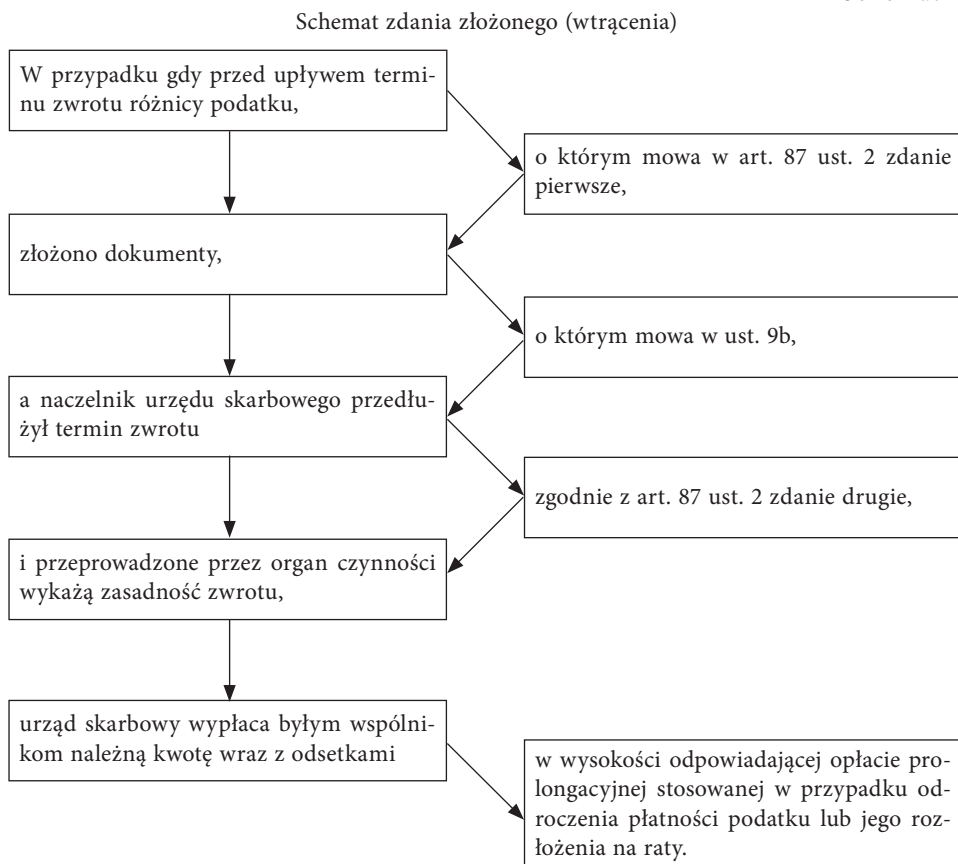 Schemat zdania złożonego (wtrącenia)
W przypadku gdy przed upływem termi-
nu zwrotu różnicy podatku,
o którym mowa w art. 87 ust. 2 zdanie
pierwsze,
złożono dokumenty,
o którym mowa w ust. 9b,
a naczelnik urzędu skarbowego przedłu-
żył termin zwrotu
zgodnie z art. 87 ust. 2 zdanie drugie,
i przeprowadzone przez organ czynności
wykażą zasadność zwrotu,
urząd skarbowy wypłaca byłym wspólni-
kom należną kwotę wraz z odsetkami
w wysokości odpowiadającej opłacie pro-
longacyjnej stosowanej w przypadku od-
roczenia płatności podatku lub jego roz-
łożenia na raty.